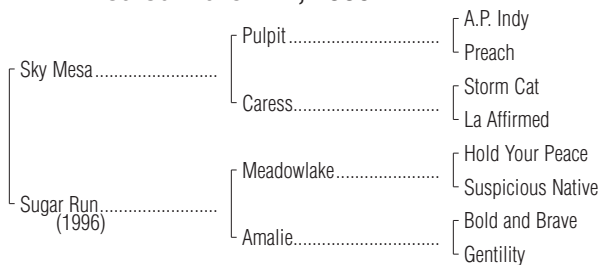 A.P. Indy
Pulpit
Preach
Sky Mesa
Storm Cat
Caress
La Affirmed
Hold Your Peace
Meadowlake
Suspicious Native
Sugar Run
(1996)
Bold and Brave
Amalie
Gentility